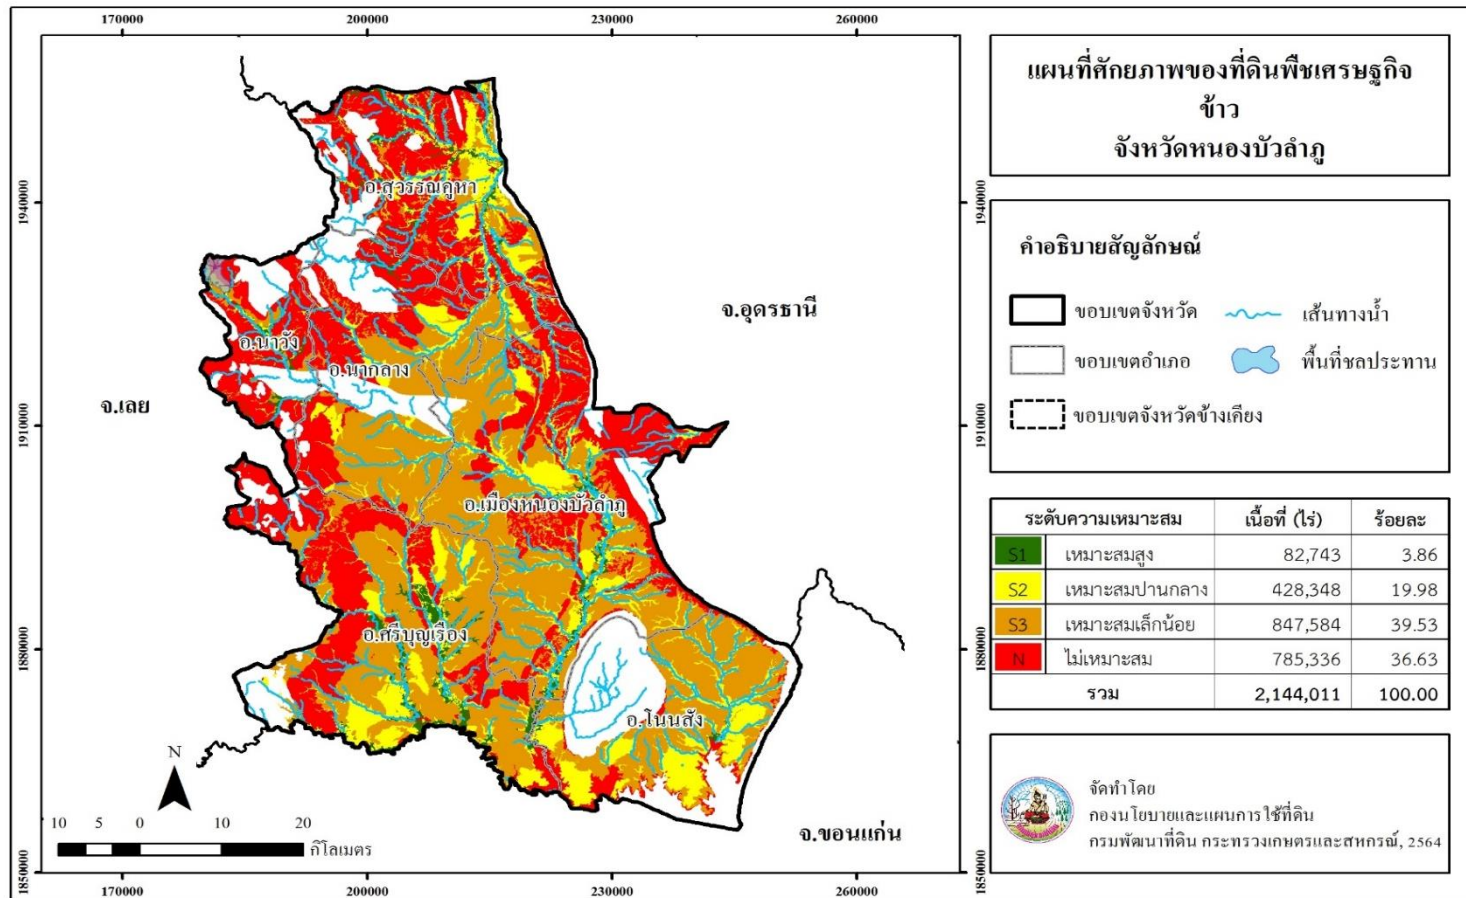 170000
200000
230000
260000
แผนที่ศักยภาพของที่ดินพืชเศรษฐกิจ
ข้าว
จังหวัดหนองบัวลำภู
1940000
1940000
อ.สุวรรณคูหา
คำอธิบายสัญลักษณ์
จ.อุดรธานี
ขอบเขตจังหวัด
เส้นทางน้ำ
อ.นาวัง
อ.นากลาง
ขอบเขตอำเภอ
พื้นที่ชลประทาน
จ.เลย
1910000
1910000
ขอบเขตจังหวัดข้างเคียง
อ.เมืองหนองบัวลำภู
ระดับความเหมาะสม เนื้อที่ (ไร่) ร้อยละ
S1 เหมาะสมสูง 82,743 3.86
S2 เหมาะสมปานกลาง 428,348 19.98
S3 เหมาะสมเล็กน้อย 847,584 39.53
N ไม่เหมาะสม 785,336 36.63
รวม 2,144,011 100.00
อ.ศรีบุญเรือง
1880000
1880000
อ.โนนสัง
N
จ.ขอนแก่น
10 5 0 10 20
กิโลเมตร
จัดทำโดย
กองนโยบายและแผนการใช้ที่ดิน
กรมพัฒนาที่ดิน กระทรวงเกษตรและสหกรณ์, 2564
1850000
1850000
170000
200000
230000
260000